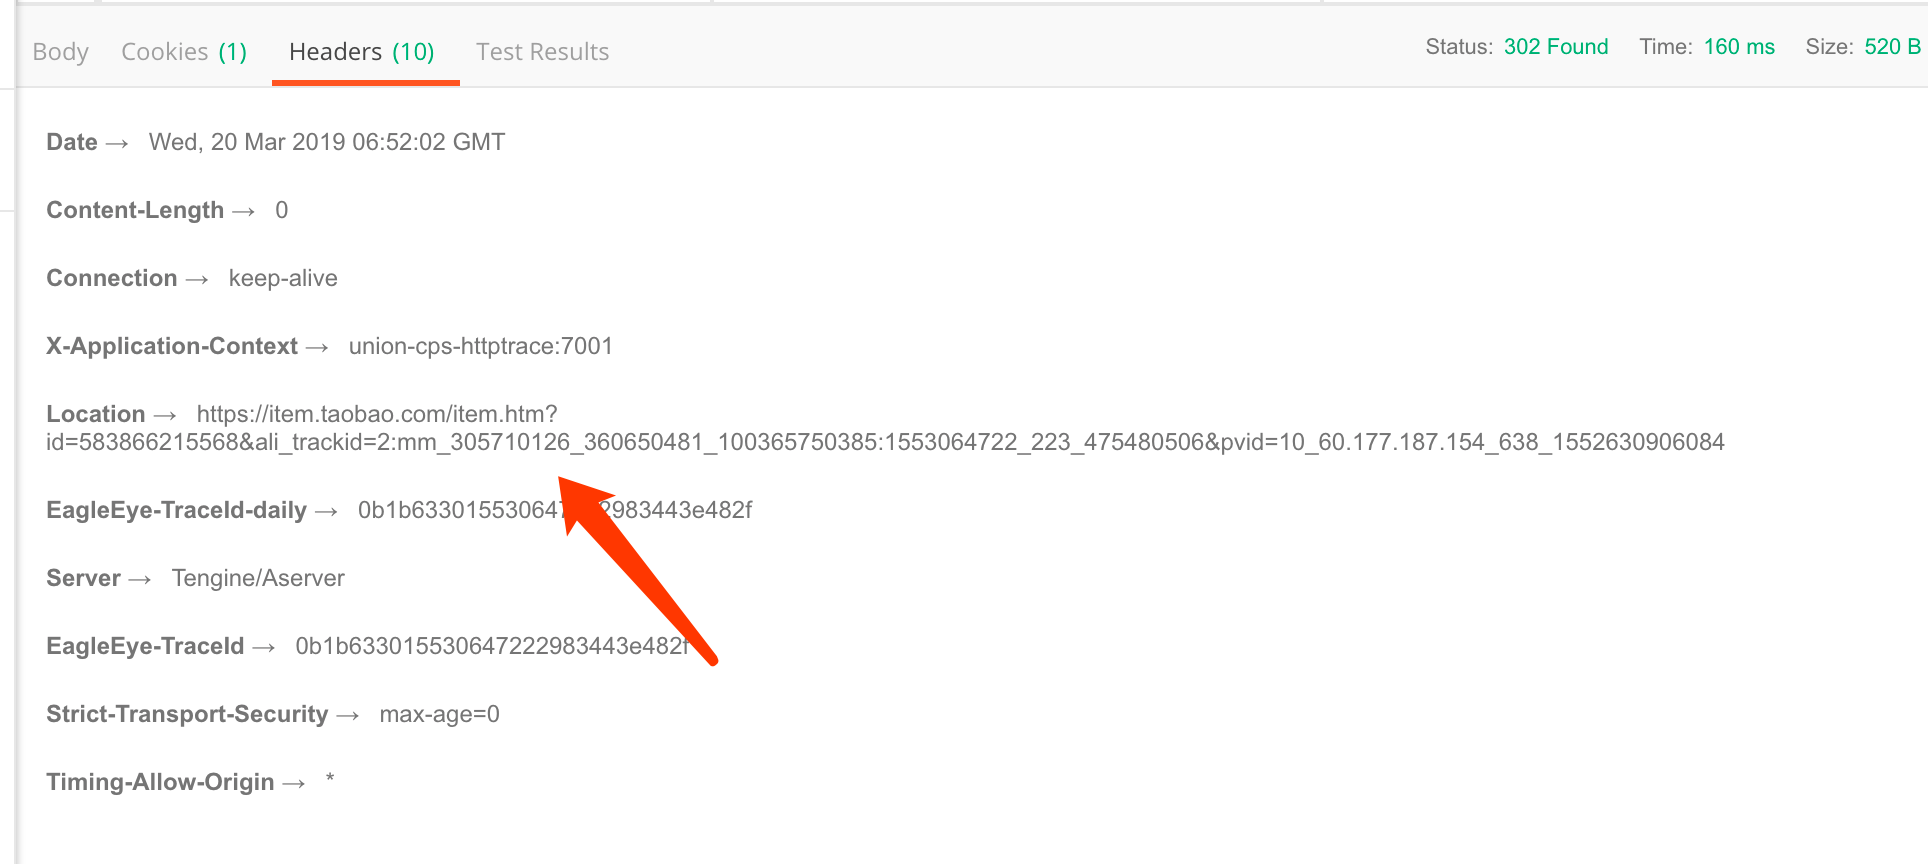 Body Cookies (1) Headers (10) Test Results Status: 302 Found Time: 160 ms Size: 520 B
Date → Wed, 20 Mar 2019 06:52:02 GMT
Content-Length → 0
Connection → keep-alive
X-Application-Context → union-cps-httptrace:7001
Location → https://item.taobao.com/item.htm?
id=583866215568&ali_trackid=2:mm_305710126_360650481_100365750385:1553064722_223_475480506&pvid=10_60.177.187.154_638_1552630906084
EagleEye-TraceId-daily →
Server → Tengine/Aserver
EagleEye-TraceId → 0b1b633015530647222983443e482f
Strict-Transport-Security → max-age=0
Timing-Allow-Origin → *